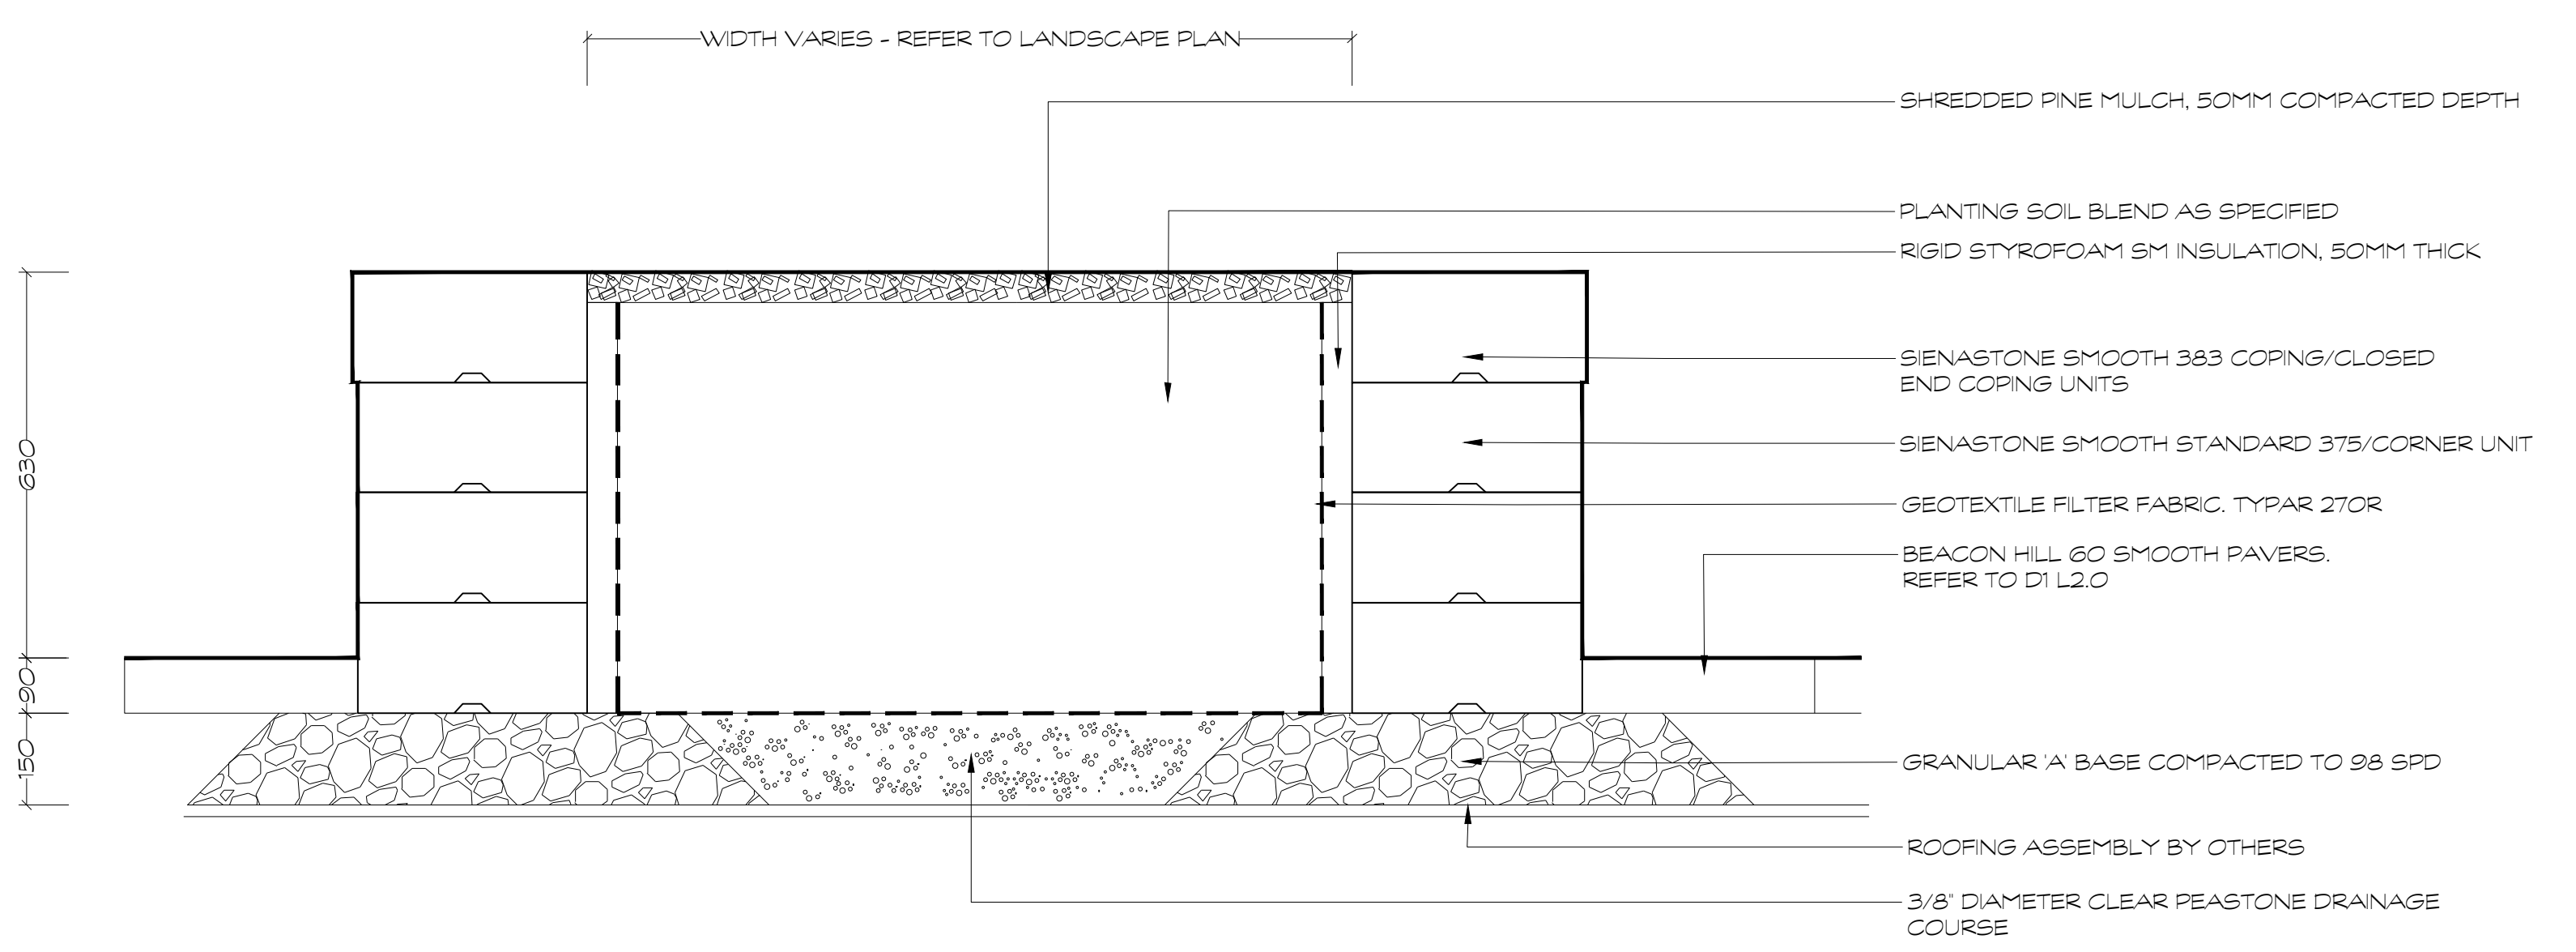 WIDTH VARIES - REFER TO LANDSCAPE PLAN
SHREDDED PINE MULCH, 50MM COMPACTED DEPTH
PLANTING SOIL BLEND AS SPECIFIED
RIGID STYROFOAM SM INSULATION, 50MM THICK
SIENASTONE SMOOTH 383 COPING/CLOSED
END COPING UNITS
SIENASTONE SMOOTH STANDARD 375/CORNER UNIT
GEOTEXTILE FILTER FABRIC. TYPAR 270R
BEACON HILL 60 SMOOTH PAVERS.
REFER TO D1 L2.0
GRANULAR 'A' BASE COMPACTED TO 98 SPD
ROOFING ASSEMBLY BY OTHERS
3/8" DIAMETER CLEAR PEASTONE DRAINAGE
COURSE
630
90
150